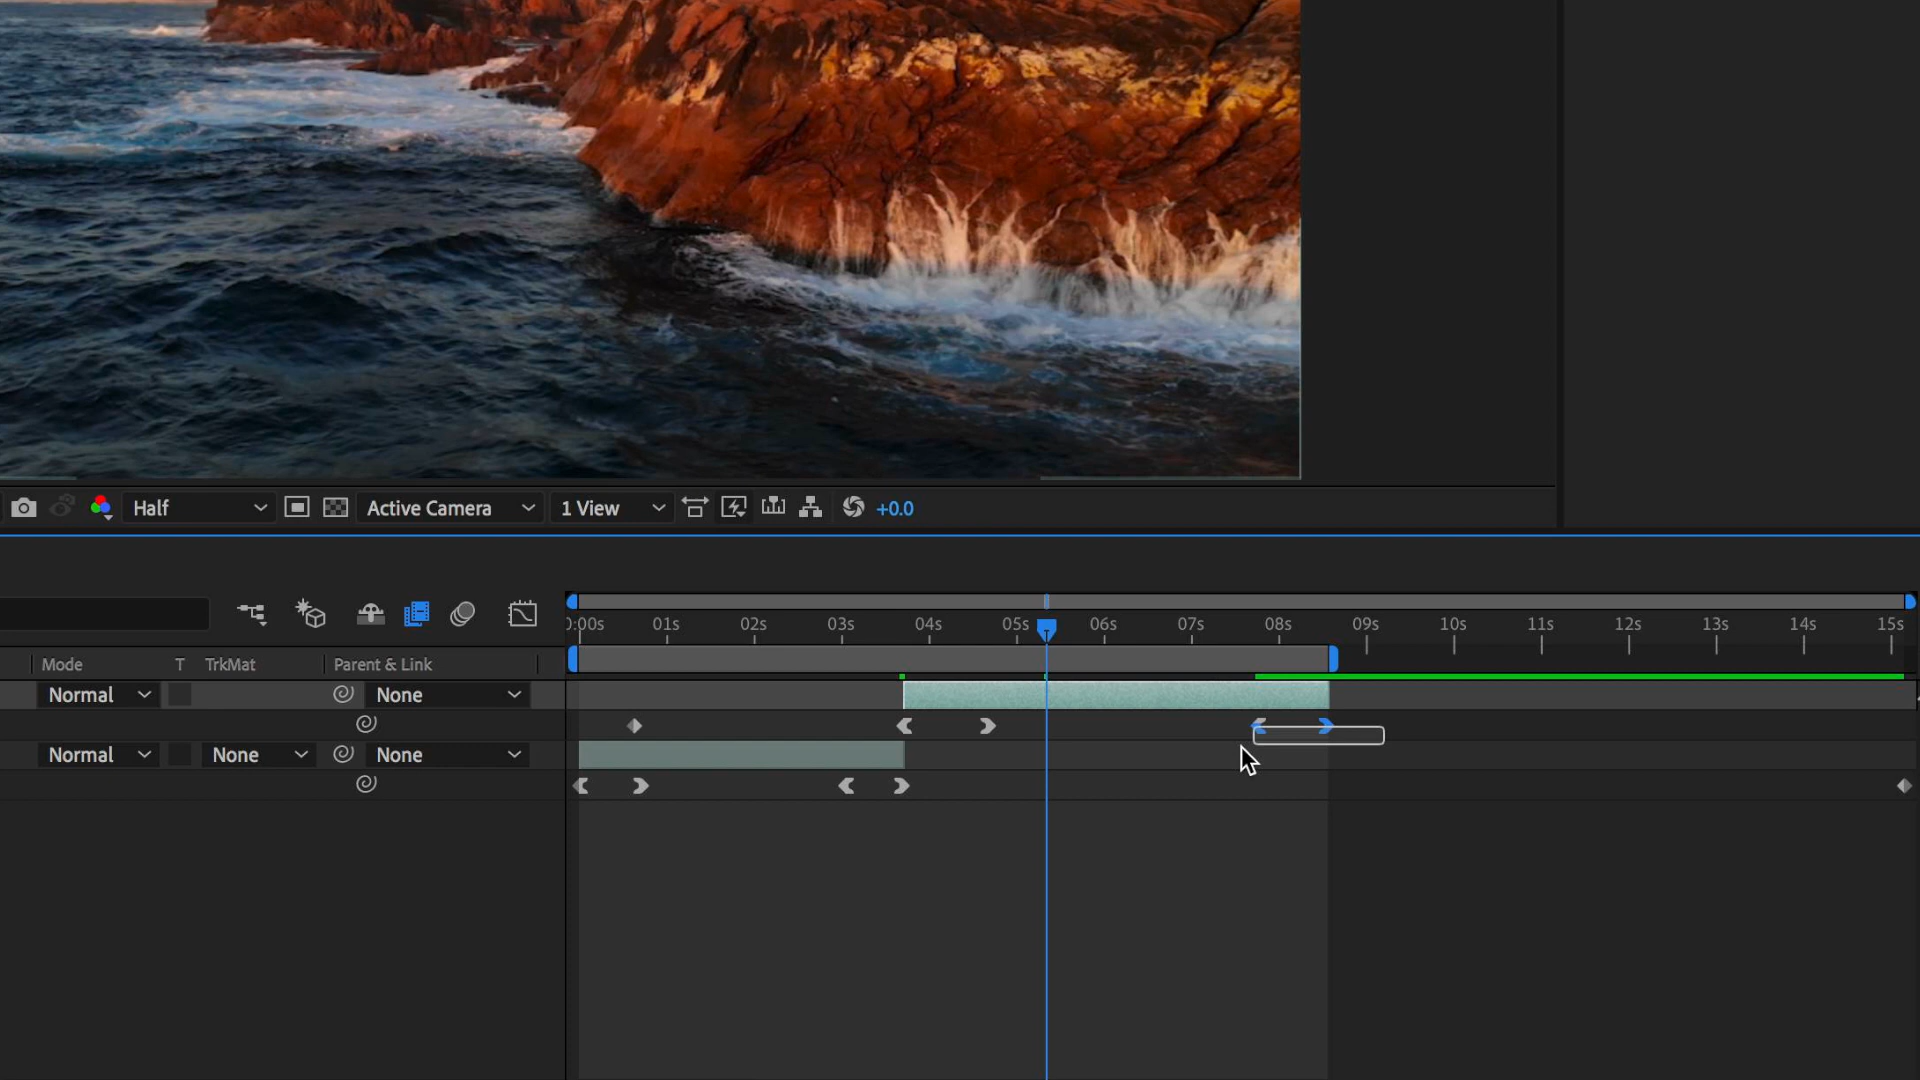 Half
Active Camera
1 View
+0.0
0:00s 01s 02s 03s 04s 05s 06s 07s 08s 09s 10s 11s 12s 13s 14s 15s
Mode T TrkMat Parent & Link
Normal None
Normal None None